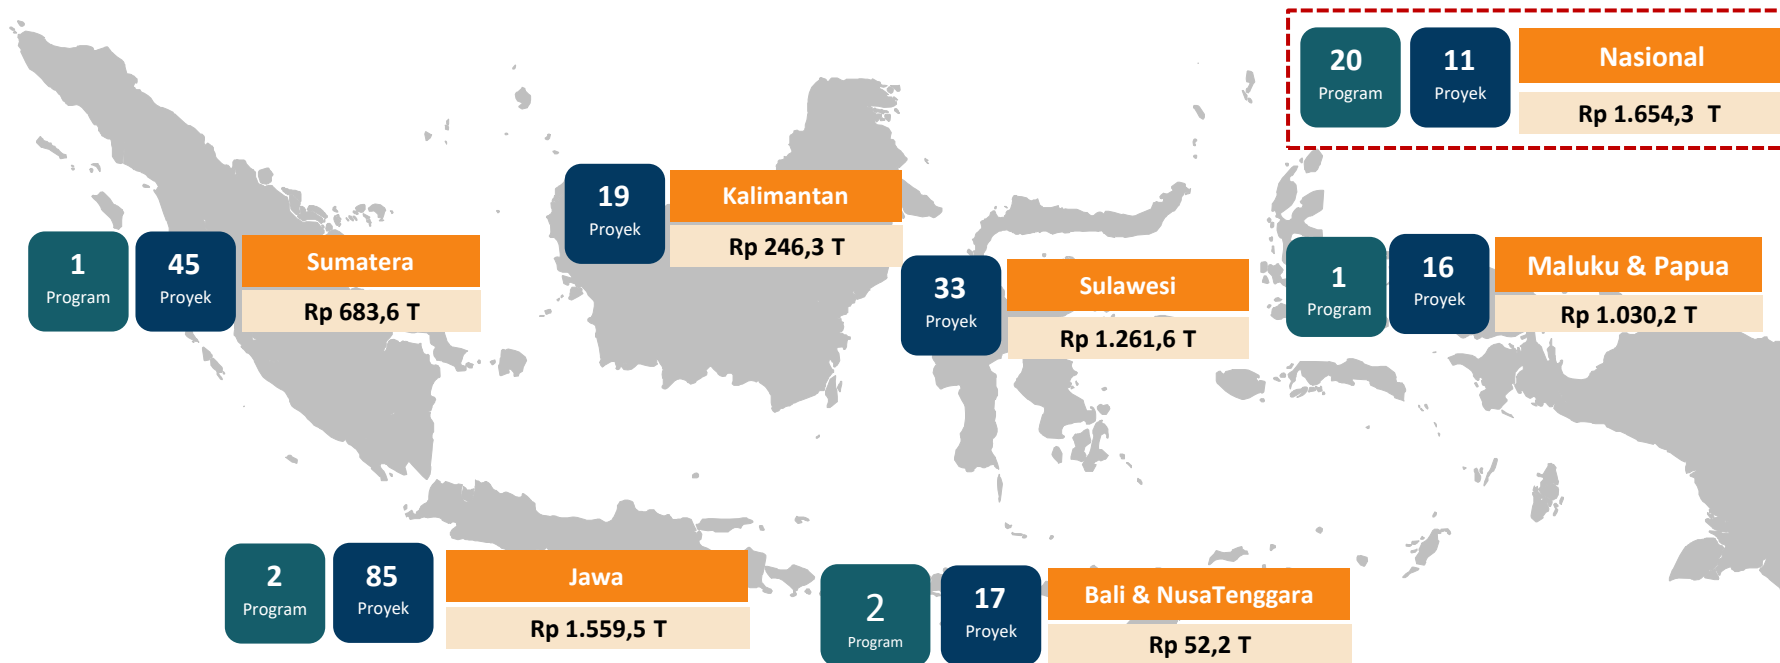 20
Program
11
Proyek
Nasional
Rp 1.654,3 T
19
Proyek
Kalimantan
Rp 246,3 T
1
Program
45
Proyek
Sumatera
Rp 683,6 T
33
Proyek
Sulawesi
Rp 1.261,6 T
1
Program
16
Proyek
Maluku & Papua
Rp 1.030,2 T
2
Program
85
Proyek
Jawa
Rp 1.559,5 T
2
Program
17
Proyek
Bali & NusaTenggara
Rp 52,2 T